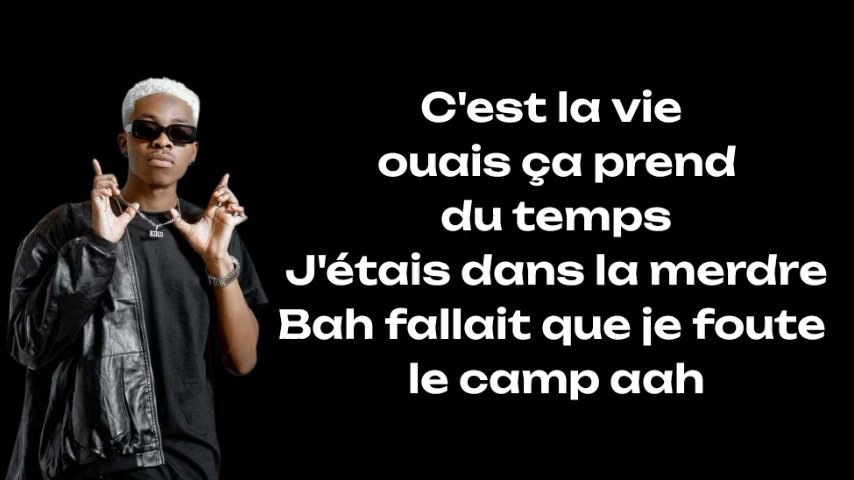 C'est la vie
ouais ça prend
du temps
J'étais dans la merdre
Bah fallait que je foute
le camp aah